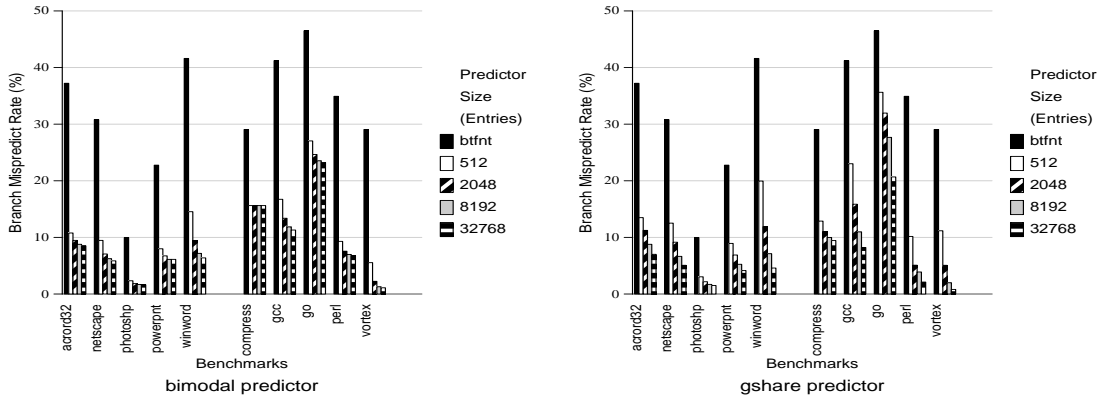 50
40
30
20
10
0
Branch Mispredict Rate (%)
acrord32
netscape
photoshp
powerpnt
winword
compress
gcc
go
perl
vortex
Benchmarks
bimodal predictor
Predictor
Size
(Entries)
btfnt
512
2048
8192
32768
50
40
30
20
10
0
Branch Mispredict Rate (%)
acrord32
netscape
photoshp
powerpnt
winword
compress
gcc
go
perl
vortex
Benchmarks
gshare predictor
Predictor
Size
(Entries)
btfnt
512
2048
8192
32768